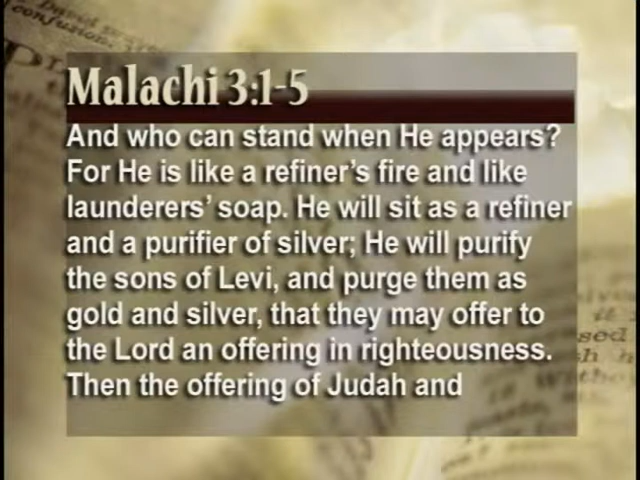 Malachi 3:1-5
And who can stand when He appears?
For He is like a refiner's fire and like
launderers' soap. He will sit as a refiner
and a purifier of silver; He will purify
the sons of Levi, and purge them as
gold and silver, that they may offer to
the Lord an offering in righteousness.
Then the offering of Judah and